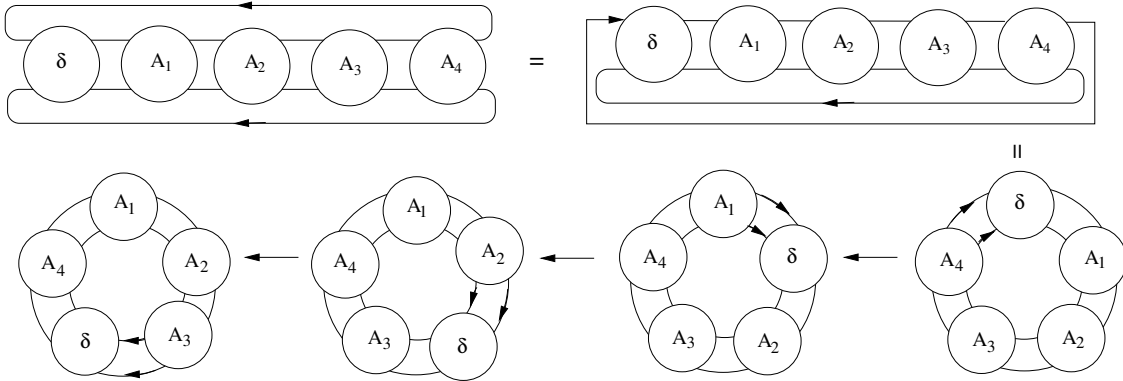 δ A₁ A₂ A₃ A₄ = δ A₁ A₂ A₃ A₄
=
A₁ A₂ A₃ δ A₄
A₁ A₂ δ A₃ A₄
A₁ δ A₂ A₃ A₄
δ A₁ A₂ A₃ A₄